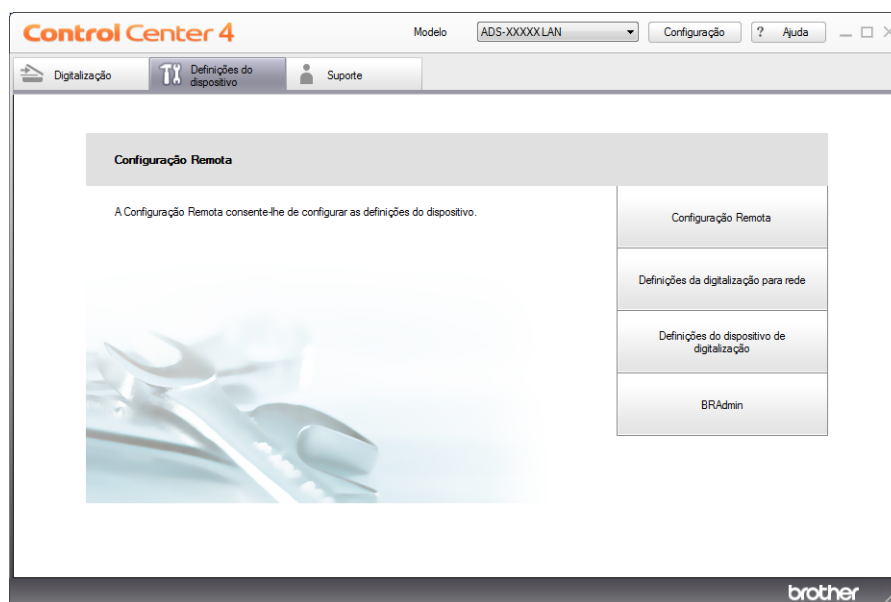 Control Center 4
Modelo
ADS-XXXXX LAN
Configuração
? Ajuda
Digitalização
Definições do
dispositivo
Suporte
Configuração Remota
A Configuração Remota consente-lhe de configurar as definições do dispositivo.
Configuração Remota
Definições da digitalização para rede
Definições do dispositivo de
digitalização
BRAdmin
brother